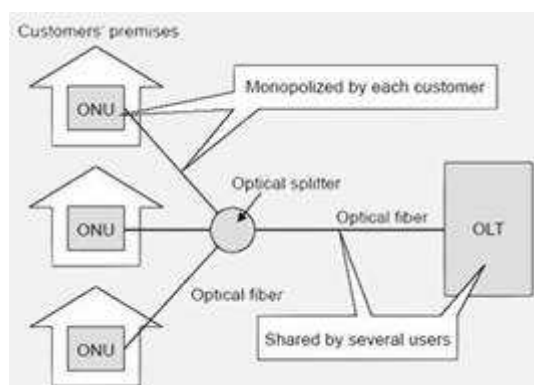 Customers' premises
ONU
Monopolized by each customer
Optical splitter
ONU
Optical fiber
OLT
Optical fiber
Shared by several users
ONU